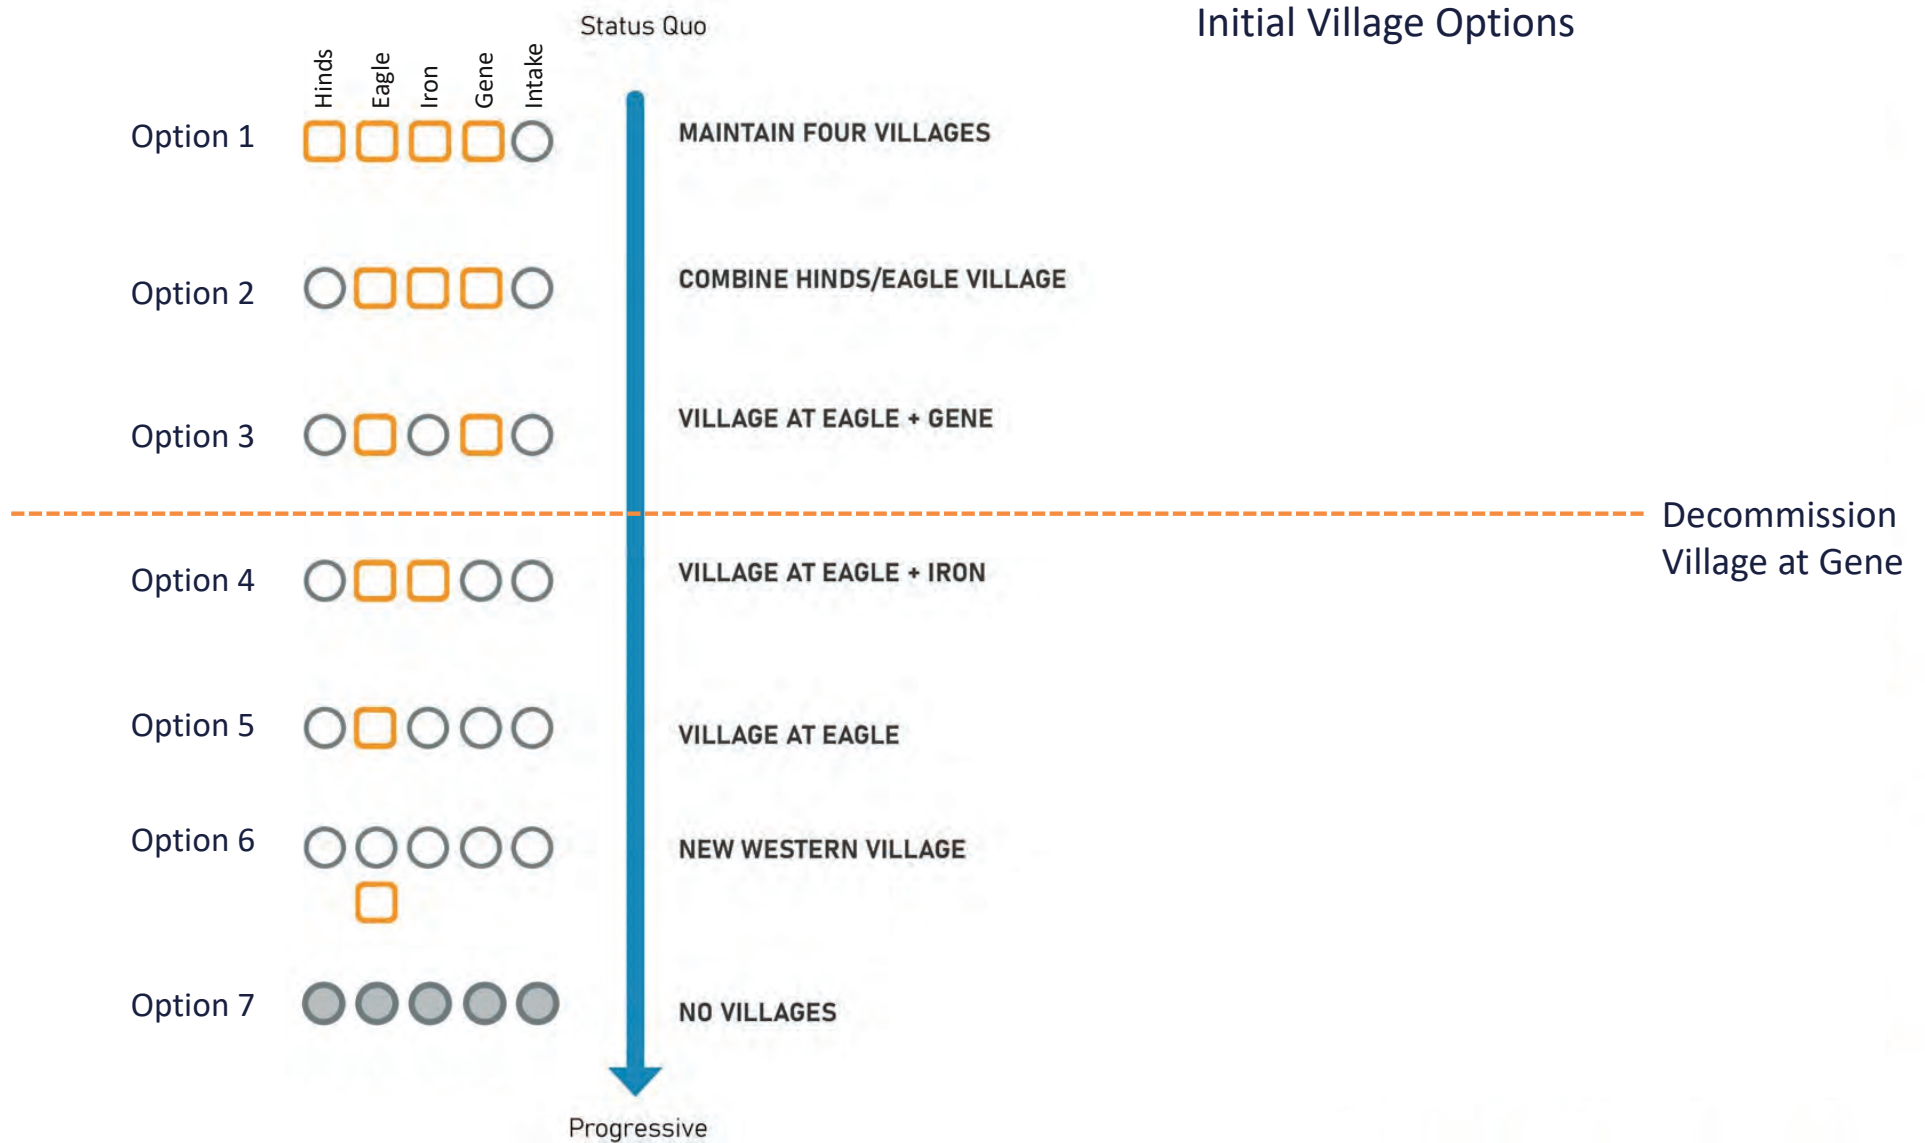 Initial Village Options
Status Quo
Hinds
Eagle
Iron
Gene
Intake
Option 1
MAINTAIN FOUR VILLAGES
Option 2
COMBINE HINDS/EAGLE VILLAGE
Option 3
VILLAGE AT EAGLE + GENE
Decommission
Village at Gene
Option 4
VILLAGE AT EAGLE + IRON
Option 5
VILLAGE AT EAGLE
Option 6
NEW WESTERN VILLAGE
Option 7
NO VILLAGES
Progressive